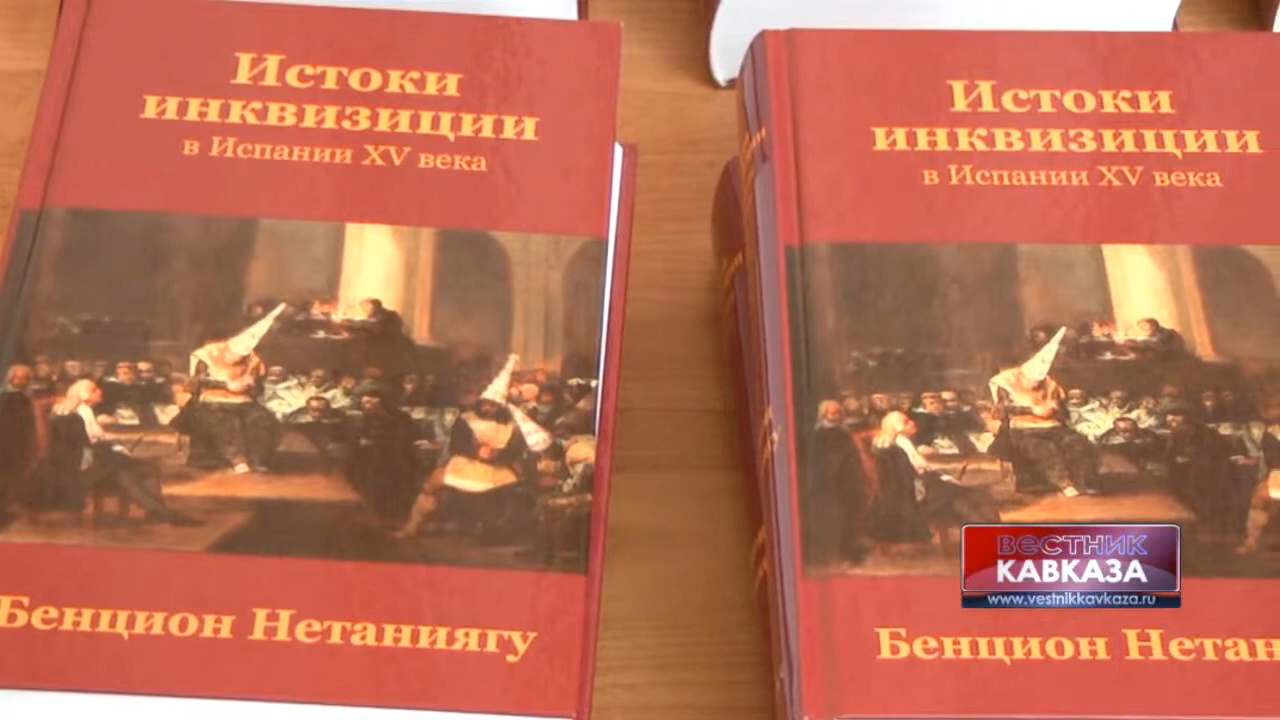 Истоки
инквизиции
в Испании XV века
Бенцион Нетаниягу
Истоки
инквизиции
в Испании XV века
Бенцион Нетан
ВЕСТНИК
КАВКАЗА
www.vestnikkavkaza.ru